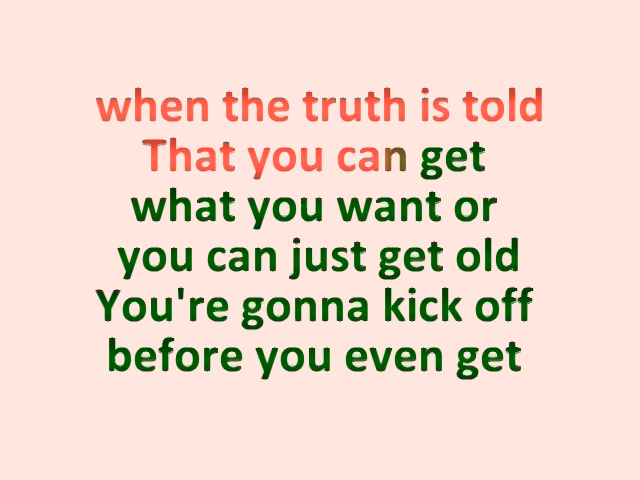 when the truth is told
That you can get
what you want or
you can just get old
You're gonna kick off
before you even get